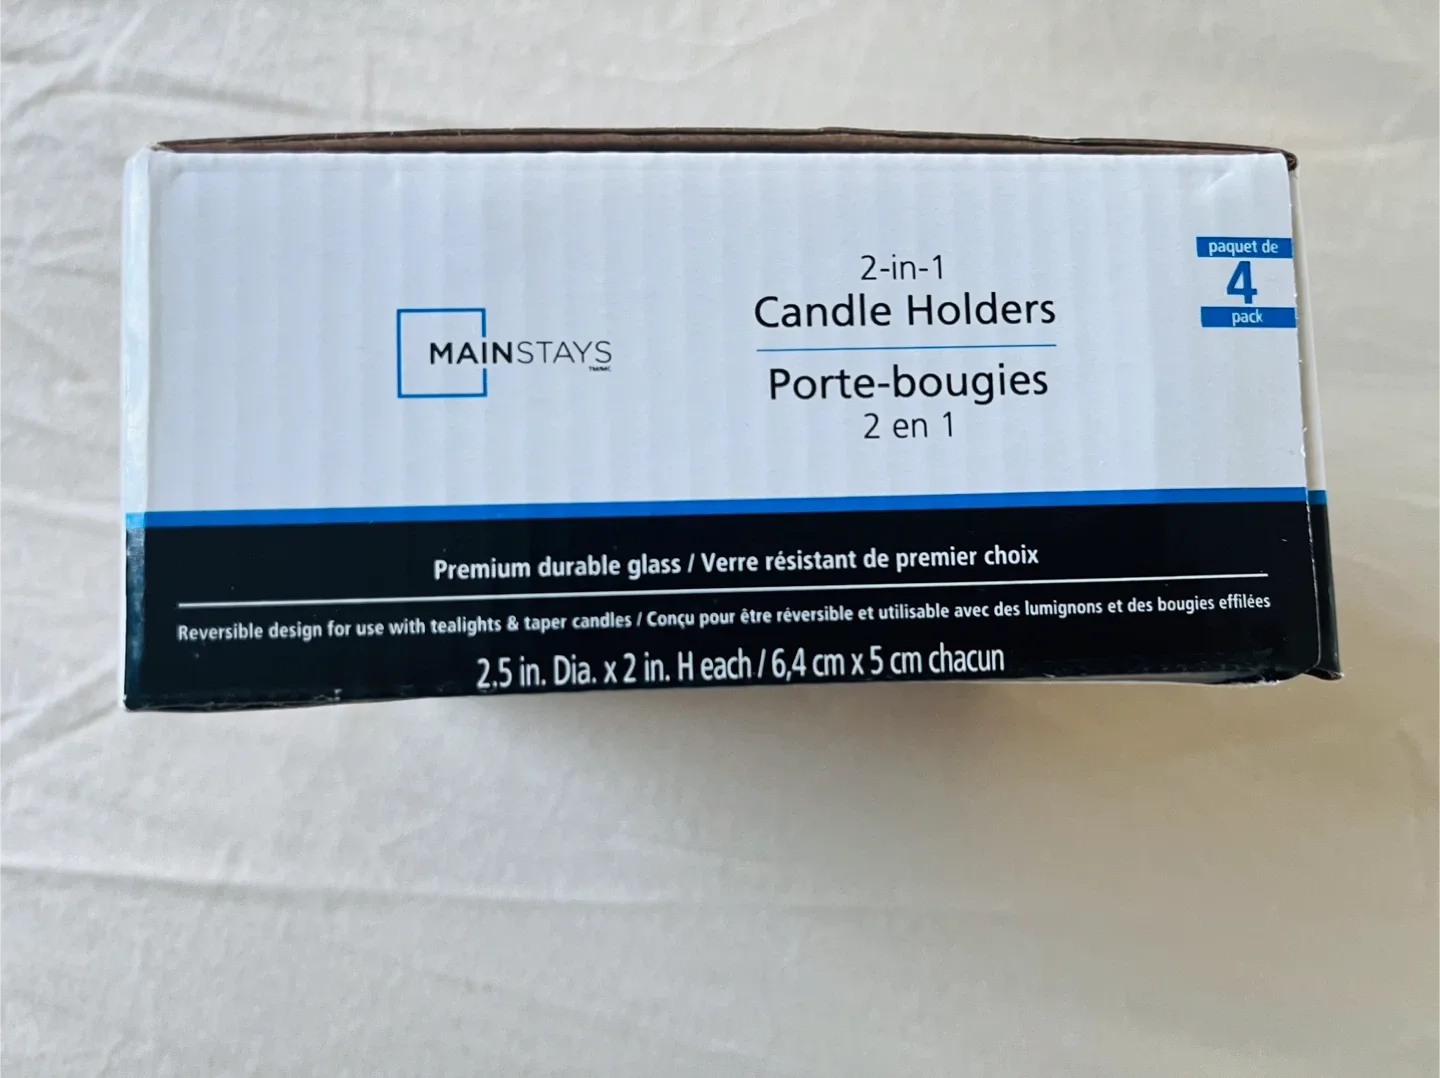 paquet de
4
pack
2-in-1
Candle Holders
MAINSTAYS
TM/MC
Porte-bougies
2 en 1
Premium durable glass / Verre résistant de premier choix
Reversible design for use with tealights & taper candles / Conçu pour être réversible et utilisable avec des lumignons et des bougies effilées
2.5 in. Dia. x 2 in. H each / 6,4 cm x 5 cm chacun